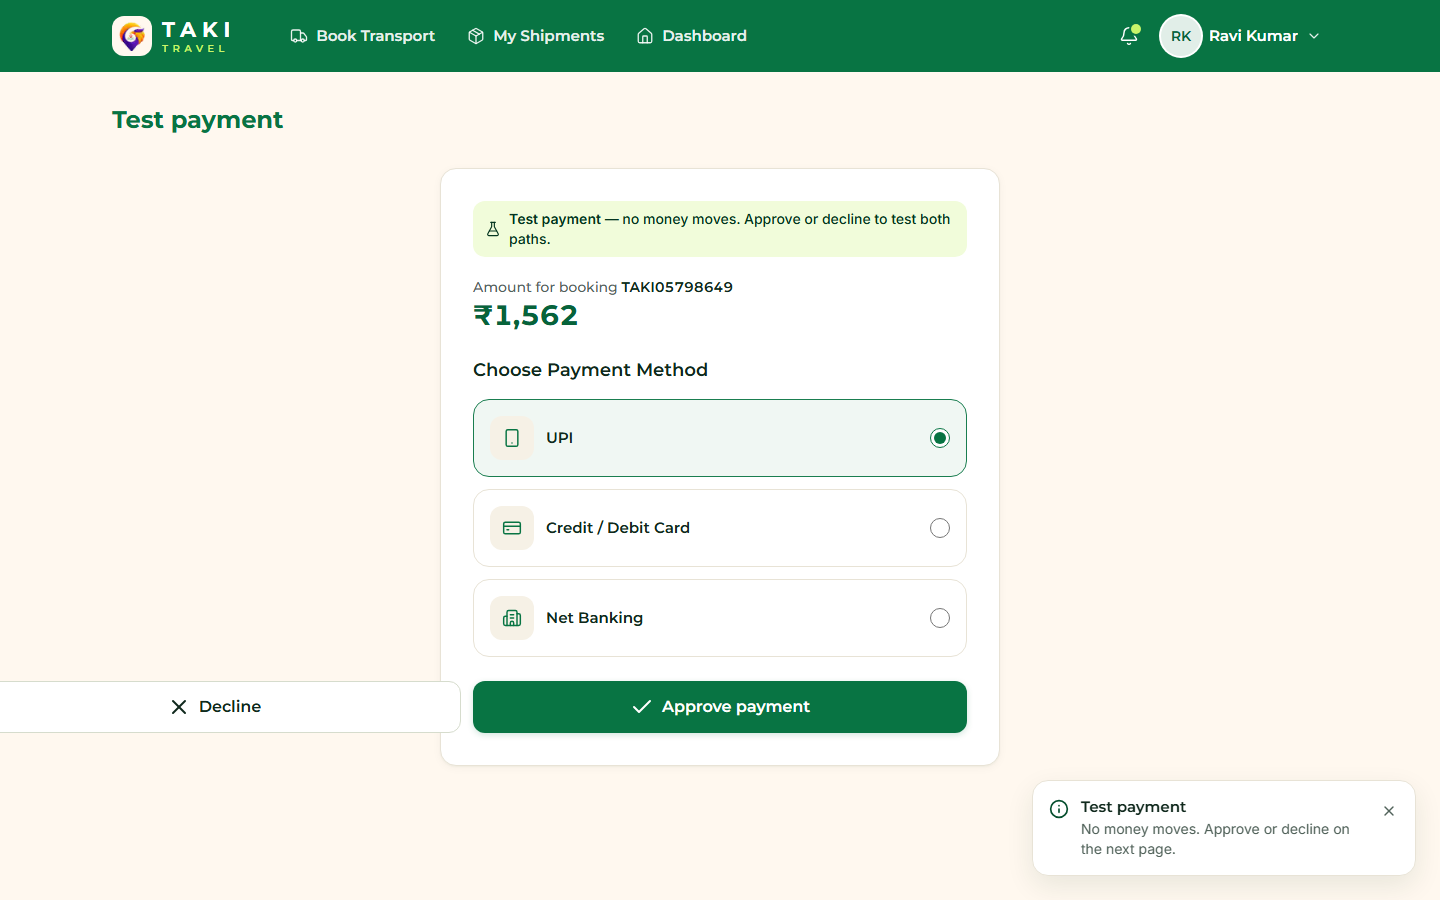 TAKI
TRAVEL
Book Transport
My Shipments
Dashboard
RK
Ravi Kumar
Test payment
Test payment — no money moves. Approve or decline to test both
paths.
Amount for booking TAKI05798649
₹1,562
Choose Payment Method
UPI
Credit / Debit Card
Net Banking
Decline
Approve payment
Test payment
No money moves. Approve or decline on
the next page.